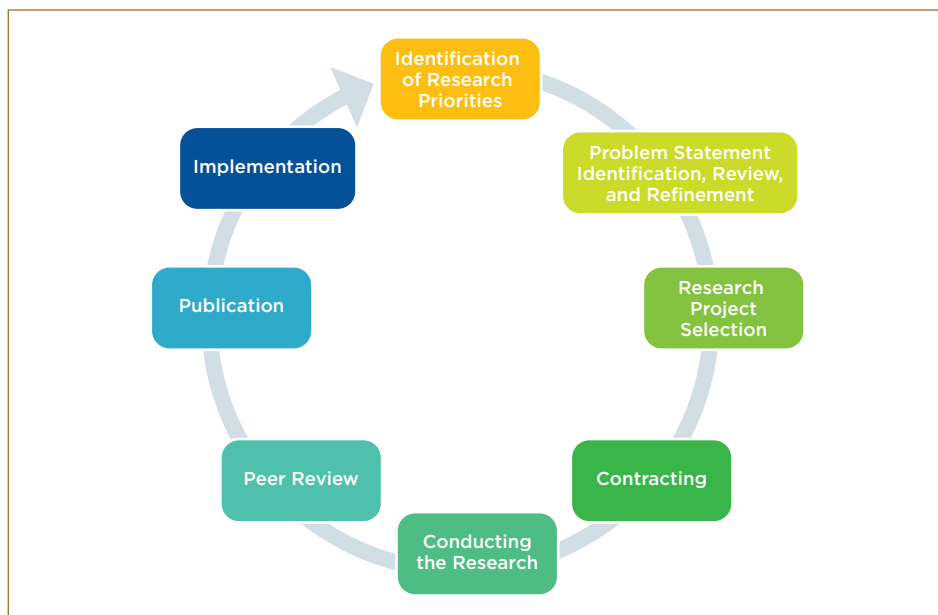 Identification
of Research
Priorities
Problem Statement
Identification, Review,
and Refinement
Research
Project
Selection
Contracting
Conducting
the Research
Peer Review
Publication
Implementation